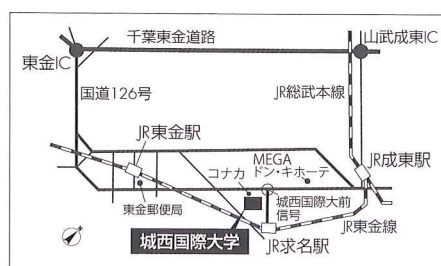 千葉東金道路
東金IC
山武成東IC
国道126号
JR総武本線
JR東金駅
MEGA
ドン・キホーテ
コナカ
JR成東駅
東金郵便局
城西国際大前
信号
JR東金線
城西国際大学
JR求名駅